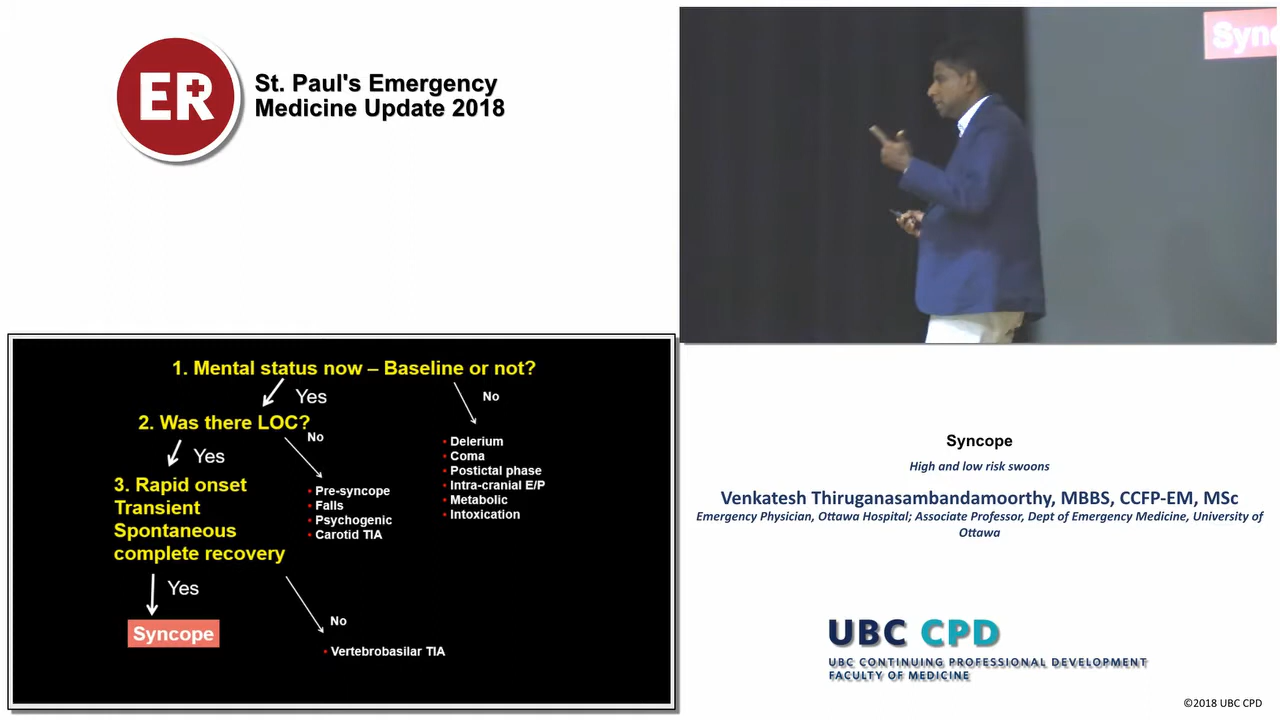 ER
St. Paul's Emergency
Medicine Update 2018
Syn
1. Mental status now – Baseline or not?
Yes
No
2. Was there LOC?
No
Yes
• Delerium
• Coma
• Postictal phase
• Intra-cranial E/P
• Metabolic
• Intoxication
3. Rapid onset
Transient
Spontaneous
complete recovery
• Pre-syncope
• Falls
• Psychogenic
• Carotid TIA
Yes
No
Syncope
• Vertebrobasilar TIA
Syncope
High and low risk swoons
Venkatesh Thiruganasambandamoorthy, MBBS, CCFP-EM, MSc
Emergency Physician, Ottawa Hospital; Associate Professor, Dept of Emergency Medicine, University of
Ottawa
UBC CPD
UBC CONTINUING PROFESSIONAL DEVELOPMENT
FACULTY OF MEDICINE
©2018 UBC CPD